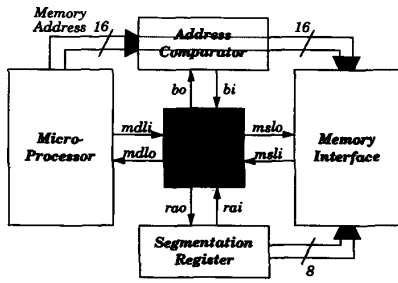 Memory
Address
16
Address
Comparator
16
bo
bi
Micro-
Processor
mdli
mdlo
mslo
msli
Memory
Interface
rao
rai
Segmentation
Register
8